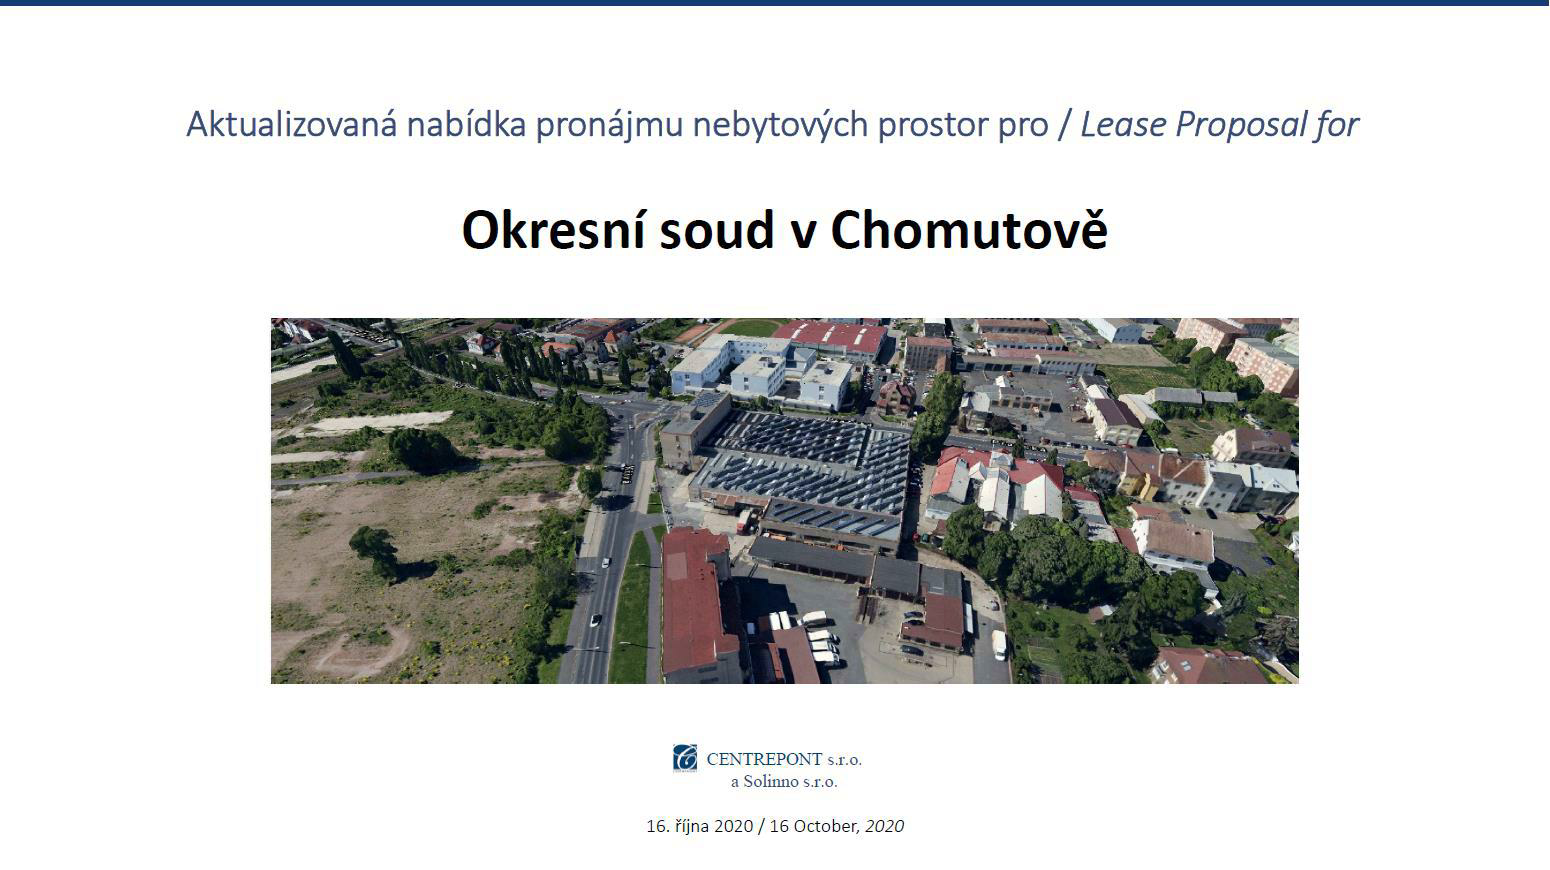 Aktualizovaná nabídka pronájmu nebytových prostor pro / Lease Proposal for
Okresní soud v Chomutově
CENTREPONT s.r.o.
a Solinno s.r.o.
16. října 2020 / 16 October, 2020